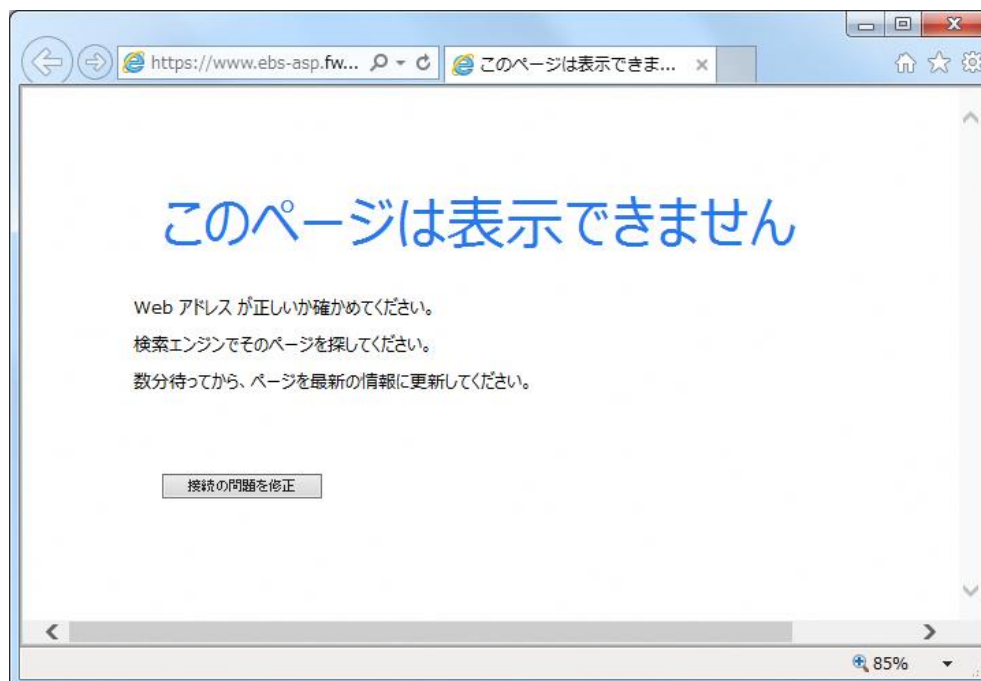 https://www.ebs-asp.fw... このページは表示できま...
このページは表示できません
Web アドレス が正しいか確かめてください。
検索エンジンでそのページを探してください。
数分待ってから、ページを最新の情報に更新してください。
接続の問題を修正
85%